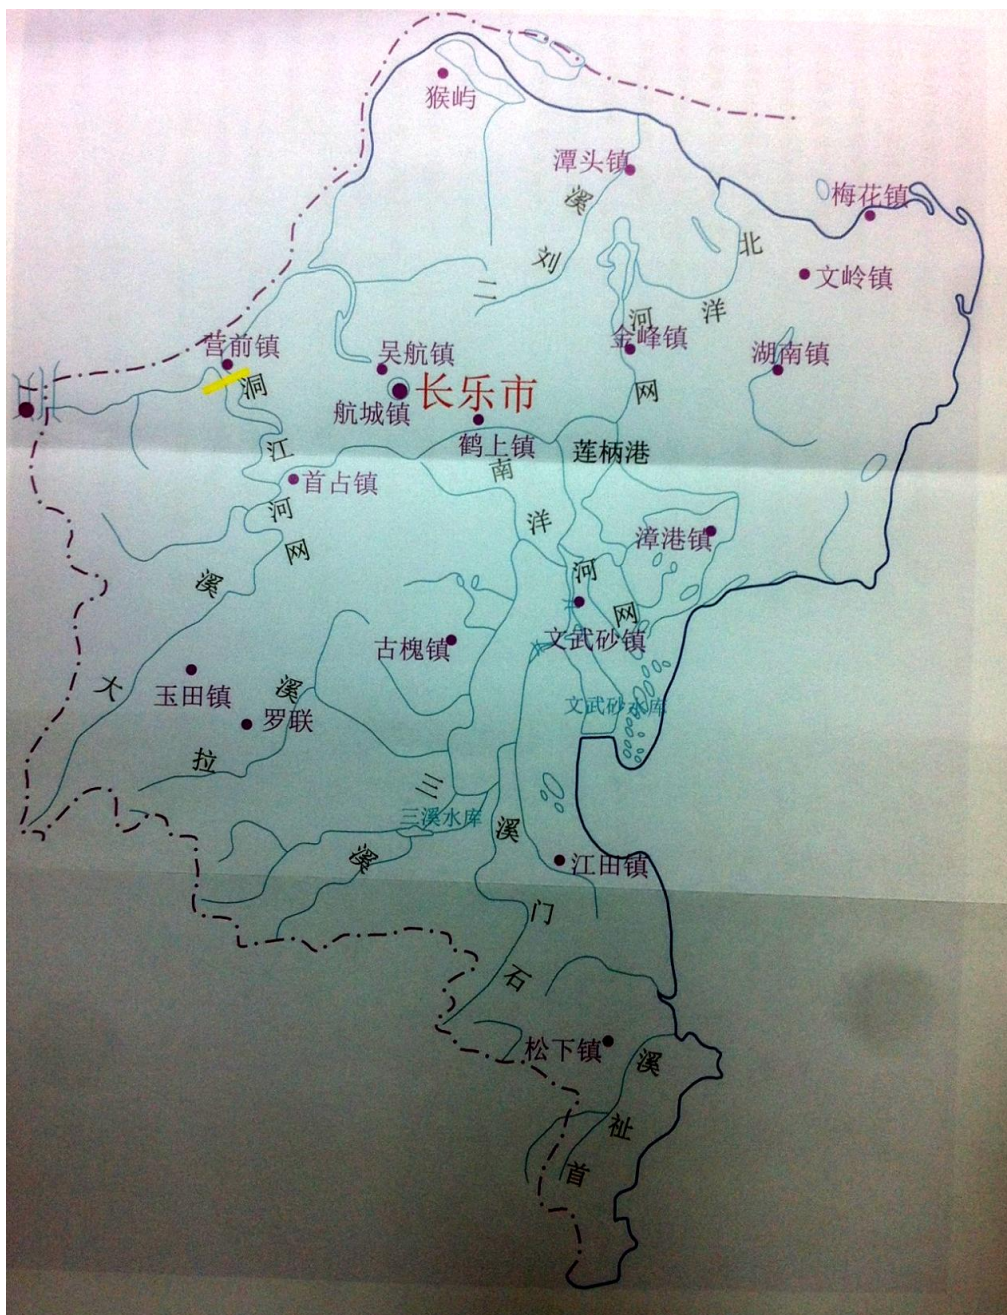 猴屿
潭头镇
梅花镇
文岭镇
二刘溪
北洋河网
金峰镇
湖南镇
营前镇
吴航镇
长乐市
航城镇
鹤上镇
莲柄港
洞江河网
首占镇
南洋河网
漳港镇
文武砂镇
文武砂水库
古槐镇
大溪
玉田镇
罗联
拉溪
三溪
三溪水库
江田镇
石门溪
松下镇
首祉溪